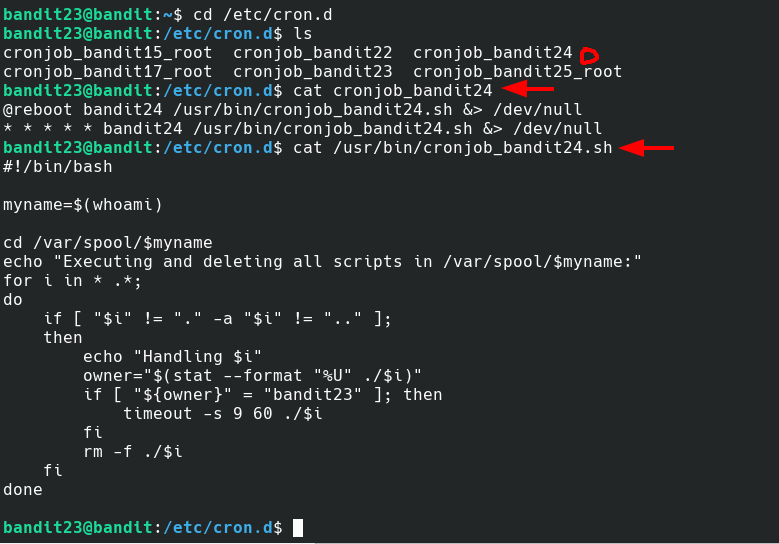 bandit23@bandit:~$ cd /etc/cron.d
bandit23@bandit:/etc/cron.d$ ls
cronjob_bandit15_root  cronjob_bandit22  cronjob_bandit24
cronjob_bandit17_root  cronjob_bandit23  cronjob_bandit25_root
bandit23@bandit:/etc/cron.d$ cat cronjob_bandit24
@reboot bandit24 /usr/bin/cronjob_bandit24.sh &> /dev/null
* * * * * bandit24 /usr/bin/cronjob_bandit24.sh &> /dev/null
bandit23@bandit:/etc/cron.d$ cat /usr/bin/cronjob_bandit24.sh
#!/bin/bash

myname=$(whoami)

cd /var/spool/$myname
echo "Executing and deleting all scripts in /var/spool/$myname:"
for i in * .*;
do
    if [ "$i" != "." -a "$i" != ".." ];
    then
        echo "Handling $i"
        owner="$(stat --format "%U" ./$i)"
        if [ "${owner}" = "bandit23" ]; then
            timeout -s 9 60 ./$i
        fi
        rm -f ./$i
    fi
done

bandit23@bandit:/etc/cron.d$